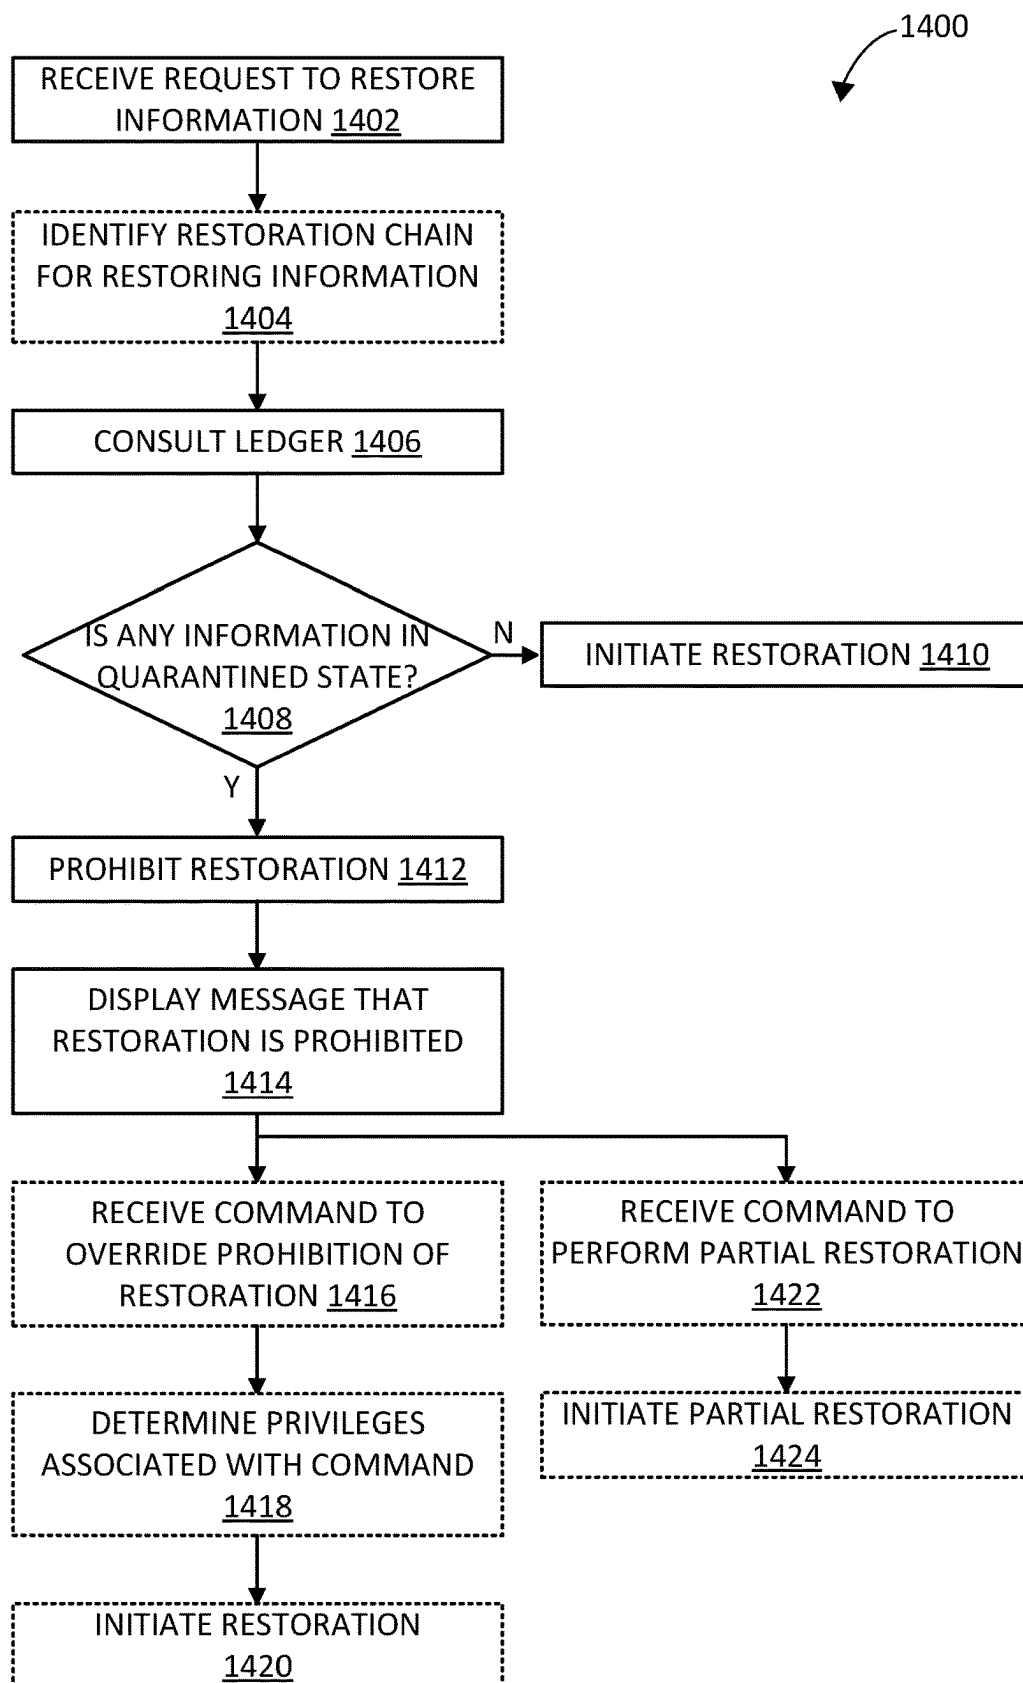 1400
RECEIVE REQUEST TO RESTORE
INFORMATION 1402
IDENTIFY RESTORATION CHAIN
FOR RESTORING INFORMATION
1404
CONSULT LEDGER 1406
IS ANY INFORMATION IN
QUARANTINED STATE?
1408
N
INITIATE RESTORATION 1410
Y
PROHIBIT RESTORATION 1412
DISPLAY MESSAGE THAT
RESTORATION IS PROHIBITED
1414
RECEIVE COMMAND TO
OVERRIDE PROHIBITION OF
RESTORATION 1416
RECEIVE COMMAND TO
PERFORM PARTIAL RESTORATION
1422
DETERMINE PRIVILEGES
ASSOCIATED WITH COMMAND
1418
INITIATE PARTIAL RESTORATION
1424
INITIATE RESTORATION
1420